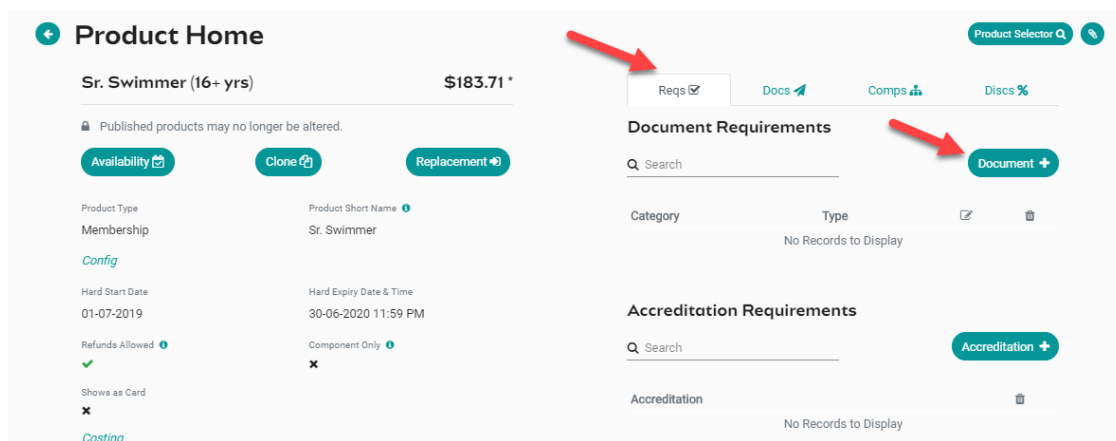 Product Home
Product Selector
Sr. Swimmer (16+ yrs)
$183.71 *
Published products may no longer be altered.
Availability
Clone
Replacement
Product Type
Product Short Name
Membership
Sr. Swimmer
Config
Hard Start Date
Hard Expiry Date & Time
01-07-2019
30-06-2020 11:59 PM
Refunds Allowed
Component Only
Shows as Card
Costing
Reqs
Docs
Comps
Discs %
Document Requirements
Search
Document +
Category
Type
No Records to Display
Accreditation Requirements
Search
Accreditation +
Accreditation
No Records to Display